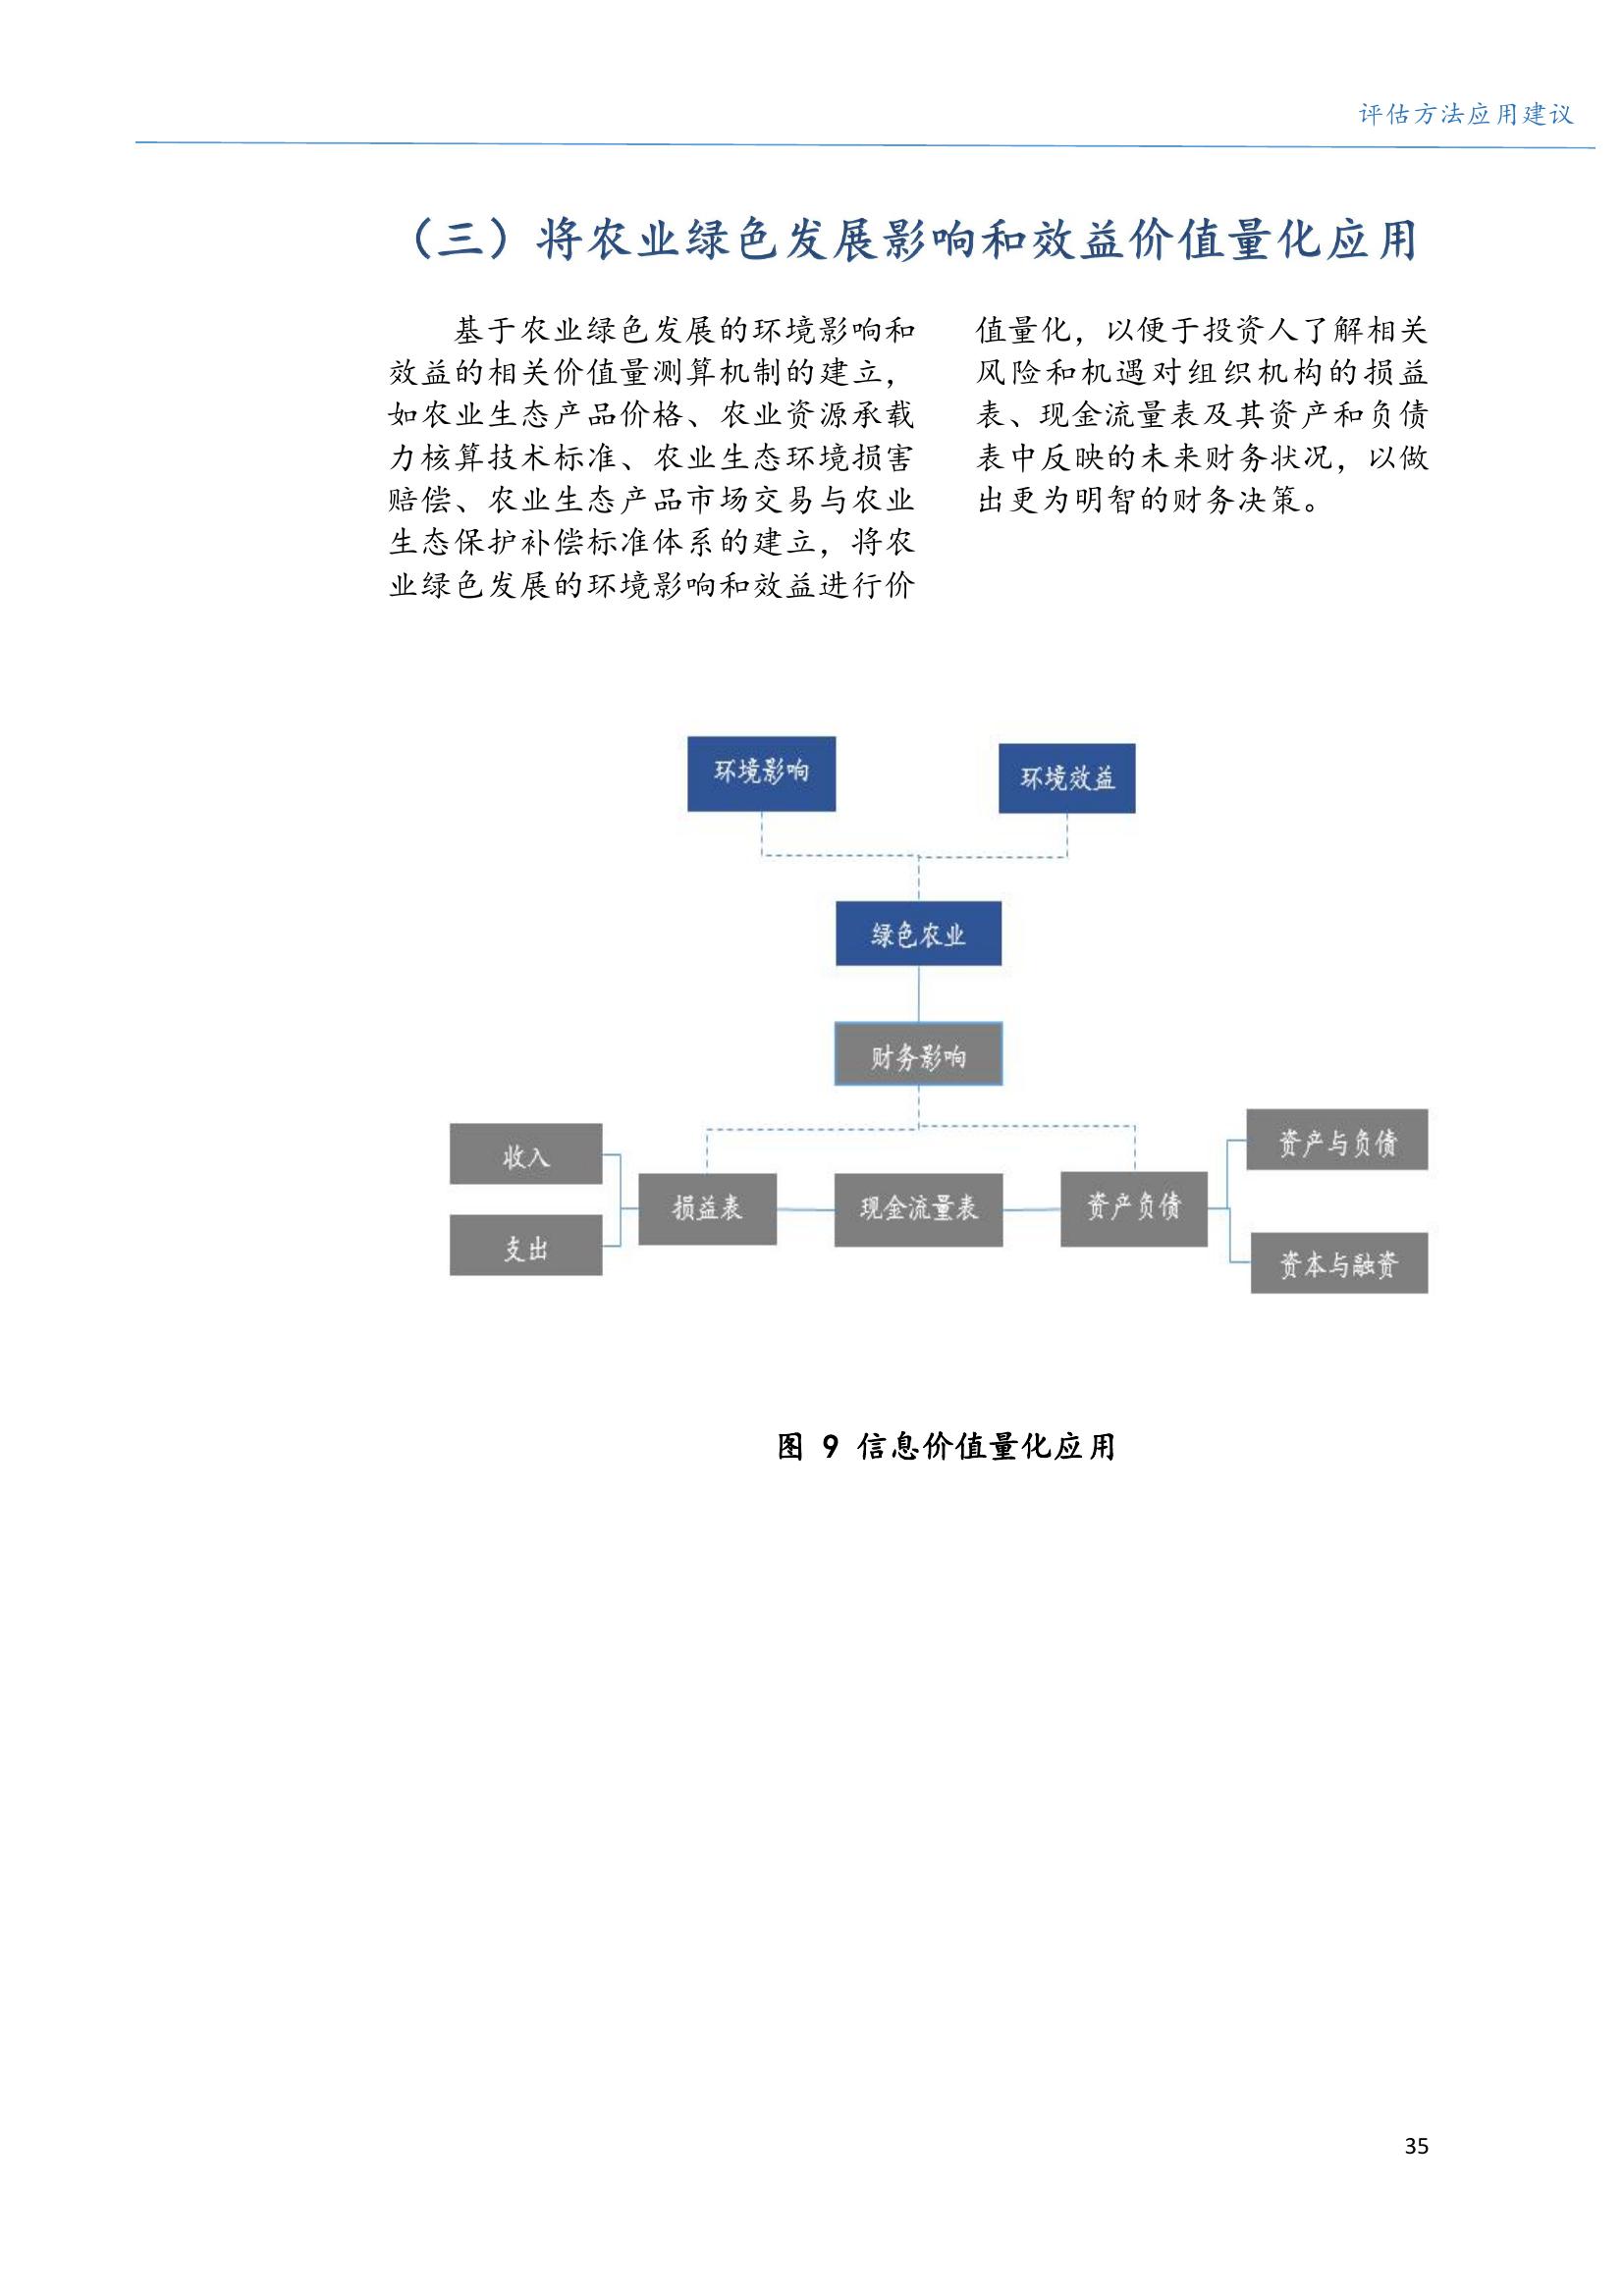 评估方法应用建议
（三）将农业绿色发展影响和效益价值量化应用
基于农业绿色发展的环境影响和
效益的相关价值量测算机制的建立，
如农业生态产品价格、农业资源承载
力核算技术标准、农业生态环境损害
赔偿、农业生态产品市场交易与农业
生态保护补偿标准体系的建立，将农
业绿色发展的环境影响和效益进行价
值量化，以便于投资人了解相关
风险和机遇对组织机构的损益
表、现金流量表及其资产和负债
表中反映的未来财务状况，以做
出更为明智的财务决策。
环境影响
环境效益
绿色农业
财务影响
收入
支出
损益表
现金流量表
资产负债
资产与负债
资本与融资
图 9 信息价值量化应用
35